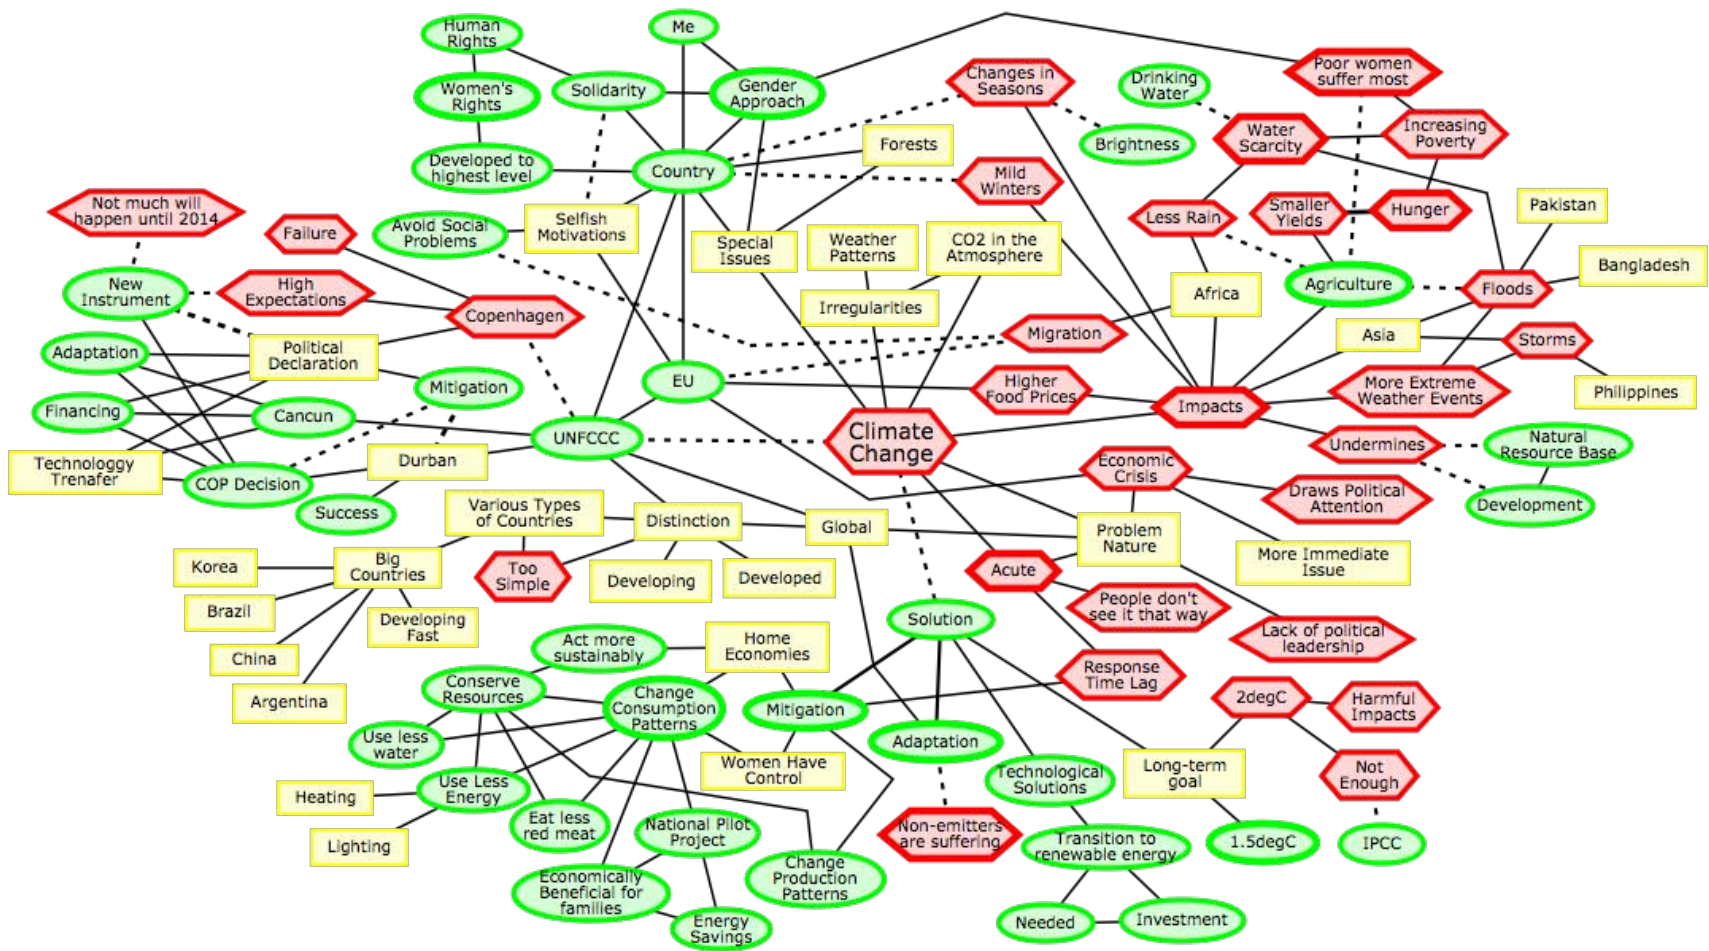 Human
Rights
Me
Women's
Rights
Solidarity
Gender
Approach
Changes in
Seasons
Drinking
Water
Poor women
suffer most
Developed to
highest level
Country
Forests
Brightness
Water
Scarcity
Increasing
Poverty
Mild
Winters
Not much will
happen until 2014
Failure
Avoid Social
Problems
Selfish
Motivations
Special
Issues
Weather
Patterns
CO2 in the
Atmosphere
Less Rain
Smaller
Yields
Hunger
Pakistan
New
Instrument
High
Expectations
Copenhagen
Irregularities
Africa
Agriculture
Floods
Bangladesh
Adaptation
Political
Declaration
Migration
Asia
Storms
Mitigation
EU
Higher
Food Prices
Impacts
More Extreme
Weather Events
Philippines
Financing
Cancun
UNFCCC
Climate
Change
Undermines
Natural
Resource Base
Technologgy
Trenafer
COP Decision
Durban
Economic
Crisis
Draws Political
Attention
Development
Success
Various Types
of Countries
Distinction
Global
Problem
Nature
More Immediate
Issue
Korea
Big
Countries
Too
Simple
Developing
Developed
Acute
Brazil
Developing
Fast
People don't
see it that way
China
Argentina
Act more
sustainably
Home
Economies
Solution
Lack of political
leadership
Conserve
Resources
Change
Consumption
Patterns
Mitigation
Response
Time Lag
2degC
Harmful
Impacts
Use less
water
Adaptation
Women Have
Control
Technological
Solutions
Long-term
goal
Not
Enough
Heating
Use Less
Energy
Lighting
Eat less
red meat
National Pilot
Project
Non-emitters
are suffering
Transition to
renewable energy
1.5degC
IPCC
Economically
Beneficial for
families
Change
Production
Patterns
Energy
Savings
Needed
Investment